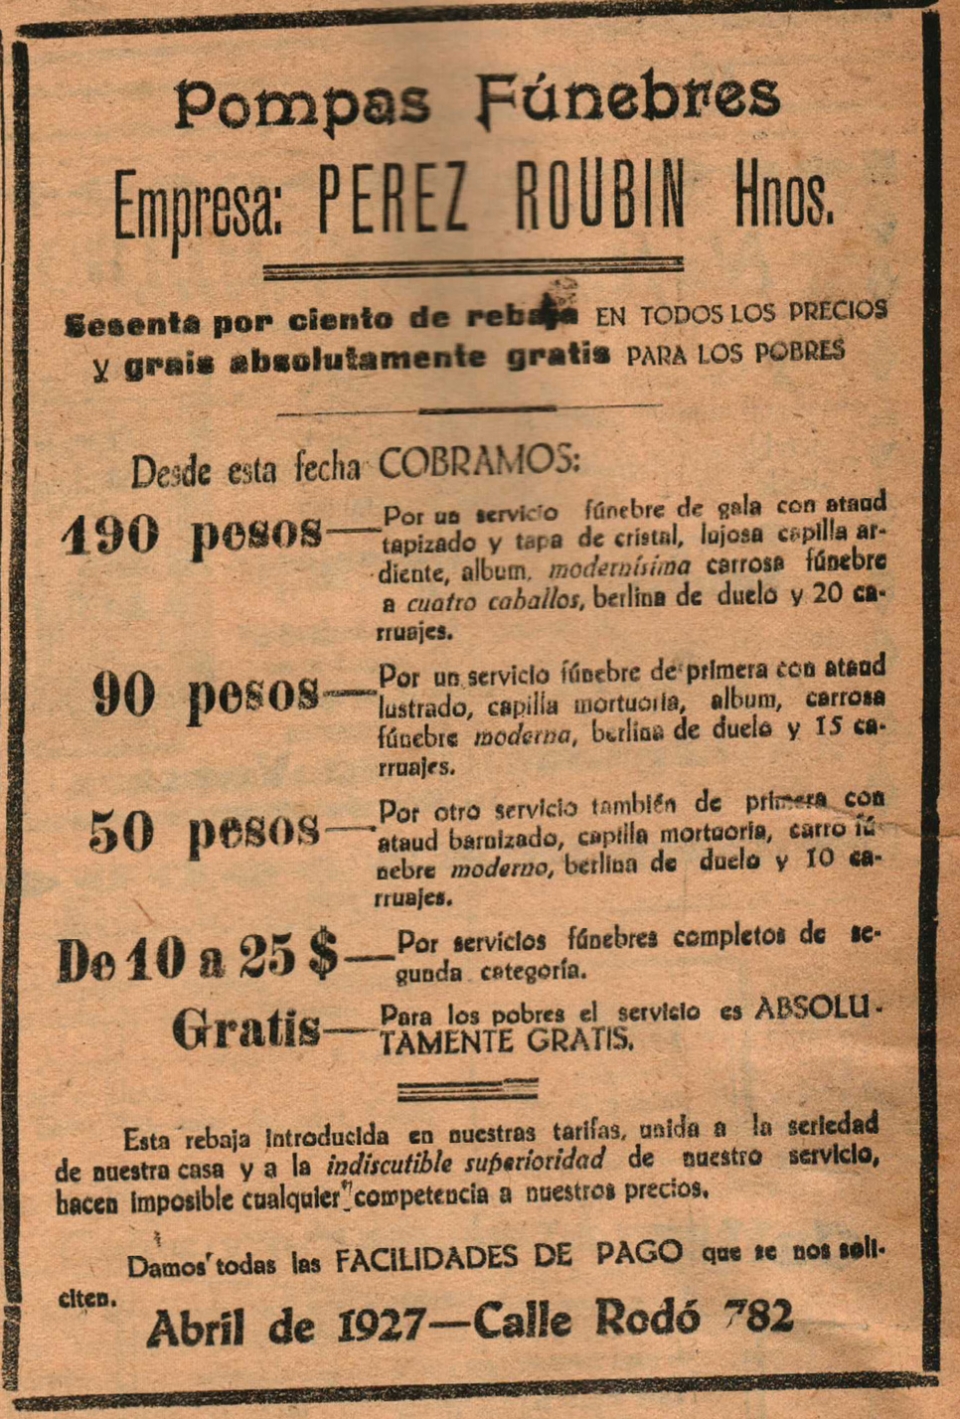 Pompas Fúnebres
Empresa: PEREZ ROUBIN Hnos.
Sesenta por ciento de rebaja EN TODOS LOS PRECIOS
y grais absolutamente gratis PARA LOS POBRES
Desde esta fecha COBRAMOS:
190 pesos—Por un servicio fúnebre de gala con ataud
tapizado y tapa de cristal, lujosa capilla ar-
diente, album, modernísima carrosa fúnebre
a cuatro caballos, berlina de duelo y 20 ca-
rruajes.
90 pesos—Por un servicio fúnebre de primera con ataud
lustrado, capilla mortuoria, album, carrosa
fúnebre moderna, berlina de duelo y 15 ca-
rruajes.
50 pesos—Por otro servicio también de primera con
ataud barnizado, capilla mortuoria, carro fú-
nebre moderno, berlina de duelo y 10 ca-
rruajes.
De 10 a 25 $—Por servicios fúnebres completos de se-
gunda categoría.
Gratis—Para los pobres el servicio es ABSOLU-
TAMENTE GRATIS.
Esta rebaja introducida en nuestras tarifas, unida a la seriedad
de nuestra casa y a la indiscutible superioridad de nuestro servicio,
hacen imposible cualquier competencia a nuestros precios.
Damos todas las FACILIDADES DE PAGO que se nos soli-
citen.
Abril de 1927—Calle Rodó 782